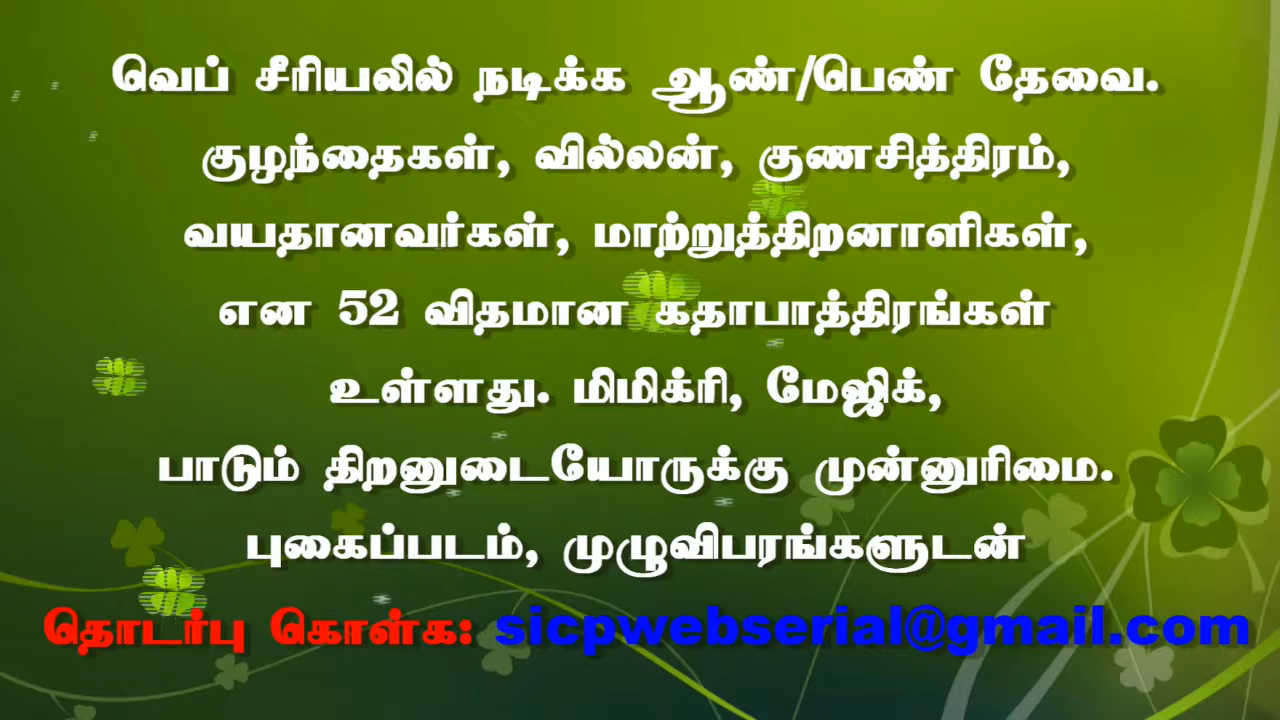 வெப் சீரியலில் நடிக்க ஆண்/பெண் தேவை.
குழந்தைகள், வில்லன், குணசித்திரம்,
வயதானவர்கள், மாற்றுத்திறனாளிகள்,
என 52 விதமான கதாபாத்திரங்கள்
உள்ளது. மிமிக்ரி, மேஜிக்,
பாடும் திறனுடையோருக்கு முன்னுரிமை.
புகைப்படம், முழுவிபரங்களுடன்
தொடர்பு கொள்க: sicpwebserial@gmail.com